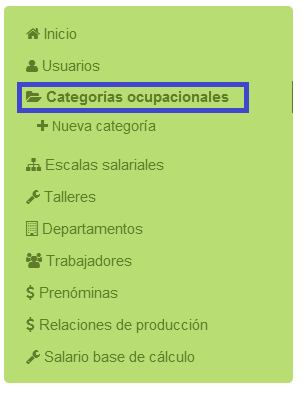 Inicio
Usuarios
Categorías ocupacionales
Nueva categoría
Escalas salariales
Talleres
Departamentos
Trabajadores
Prenóminas
Relaciones de producción
Salario base de cálculo